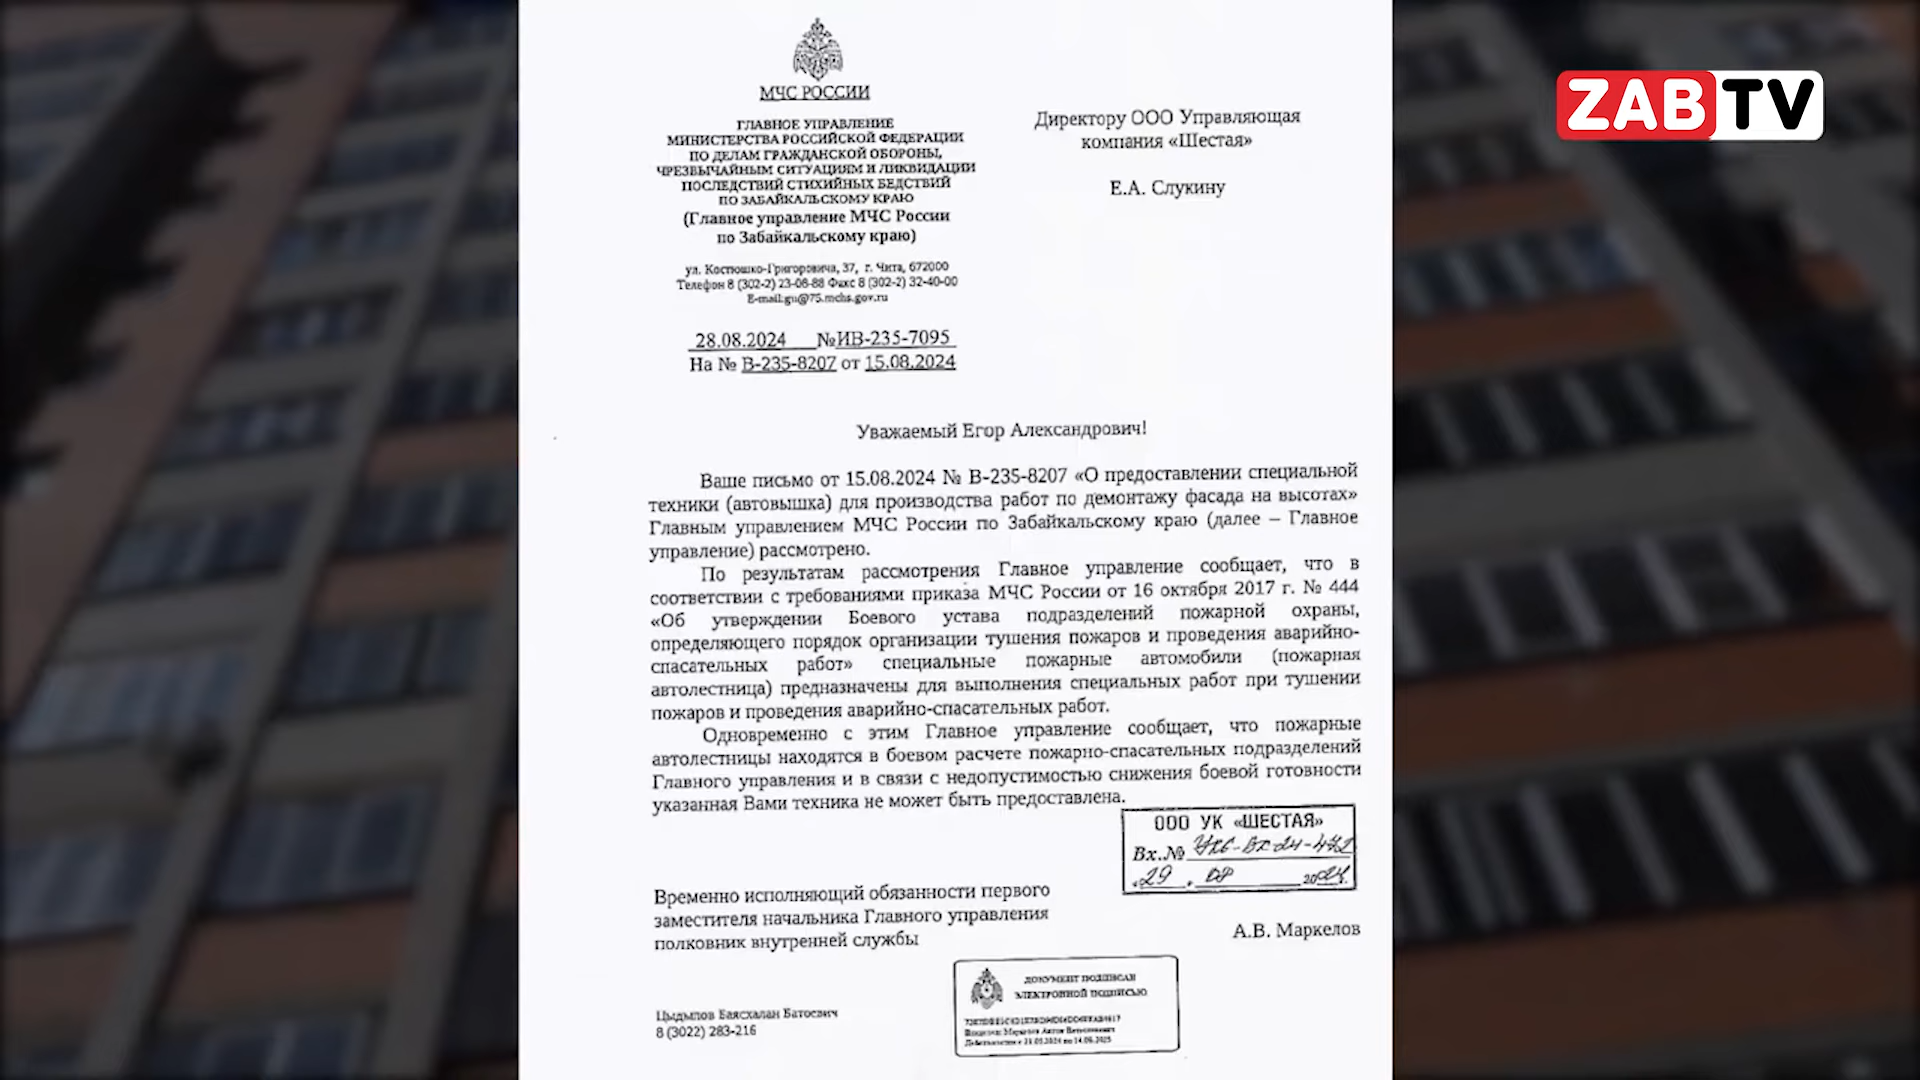 МЧС РОССИИ
ГЛАВНОЕ УПРАВЛЕНИЕ
МИНИСТЕРСТВА РОССИЙСКОЙ ФЕДЕРАЦИИ
ПО ДЕЛАМ ГРАЖДАНСКОЙ ОБОРОНЫ,
ЧРЕЗВЫЧАЙНЫМ СИТУАЦИЯМ И ЛИКВИДАЦИИ
ПОСЛЕДСТВИЙ СТИХИЙНЫХ БЕДСТВИЙ
ПО ЗАБАЙКАЛЬСКОМУ КРАЮ
(Главное управление МЧС России
по Забайкальскому краю)
ул. Костюшко-Григоровича, 37, г. Чита, 672000
Телефон 8 (302-2) 23-08-88 Факс 8 (302-2) 32-40-00
E-mail:gu@75.mchs.gov.ru
28.08.2024 №ИВ-235-7095
На № В-235-8207 от 15.08.2024
Директору ООО Управляющая
компания «Шестая»
Е.А. Слукину
ZABTV
Уважаемый Егор Александрович!
Ваше письмо от 15.08.2024 № В-235-8207 «О предоставлении специальной
техники (автовышка) для производства работ по демонтажу фасада на высотах»
Главным управлением МЧС России по Забайкальскому краю (далее – Главное
управление) рассмотрено.
По результатам рассмотрения Главное управление сообщает, что в
соответствии с требованиями приказа МЧС России от 16 октября 2017 г. № 444
«Об утверждении Боевого устава подразделений пожарной охраны,
определяющего порядок организации тушения пожаров и проведения аварийно-
спасательных работ» специальные пожарные автомобили (пожарная
автолестница) предназначены для выполнения специальных работ при тушении
пожаров и проведения аварийно-спасательных работ.
Одновременно с этим Главное управление сообщает, что пожарные
автолестницы находятся в боевом расчете пожарно-спасательных подразделений
Главного управления и в связи с недопустимостью снижения боевой готовности
указанная Вами техника не может быть предоставлена.
ООО УК «ШЕСТАЯ»
Вх.№ УК6-Вх-24-472
29 . 08 2024.
Временно исполняющий обязанности первого
заместителя начальника Главного управления
полковник внутренней службы
А.В. Маркелов
ДОКУМЕНТ ПОДПИСАН
ЭЛЕКТРОННОЙ ПОДПИСЬЮ
Цыдыпов Баясхалан Батоевич
8 (3022) 283-216